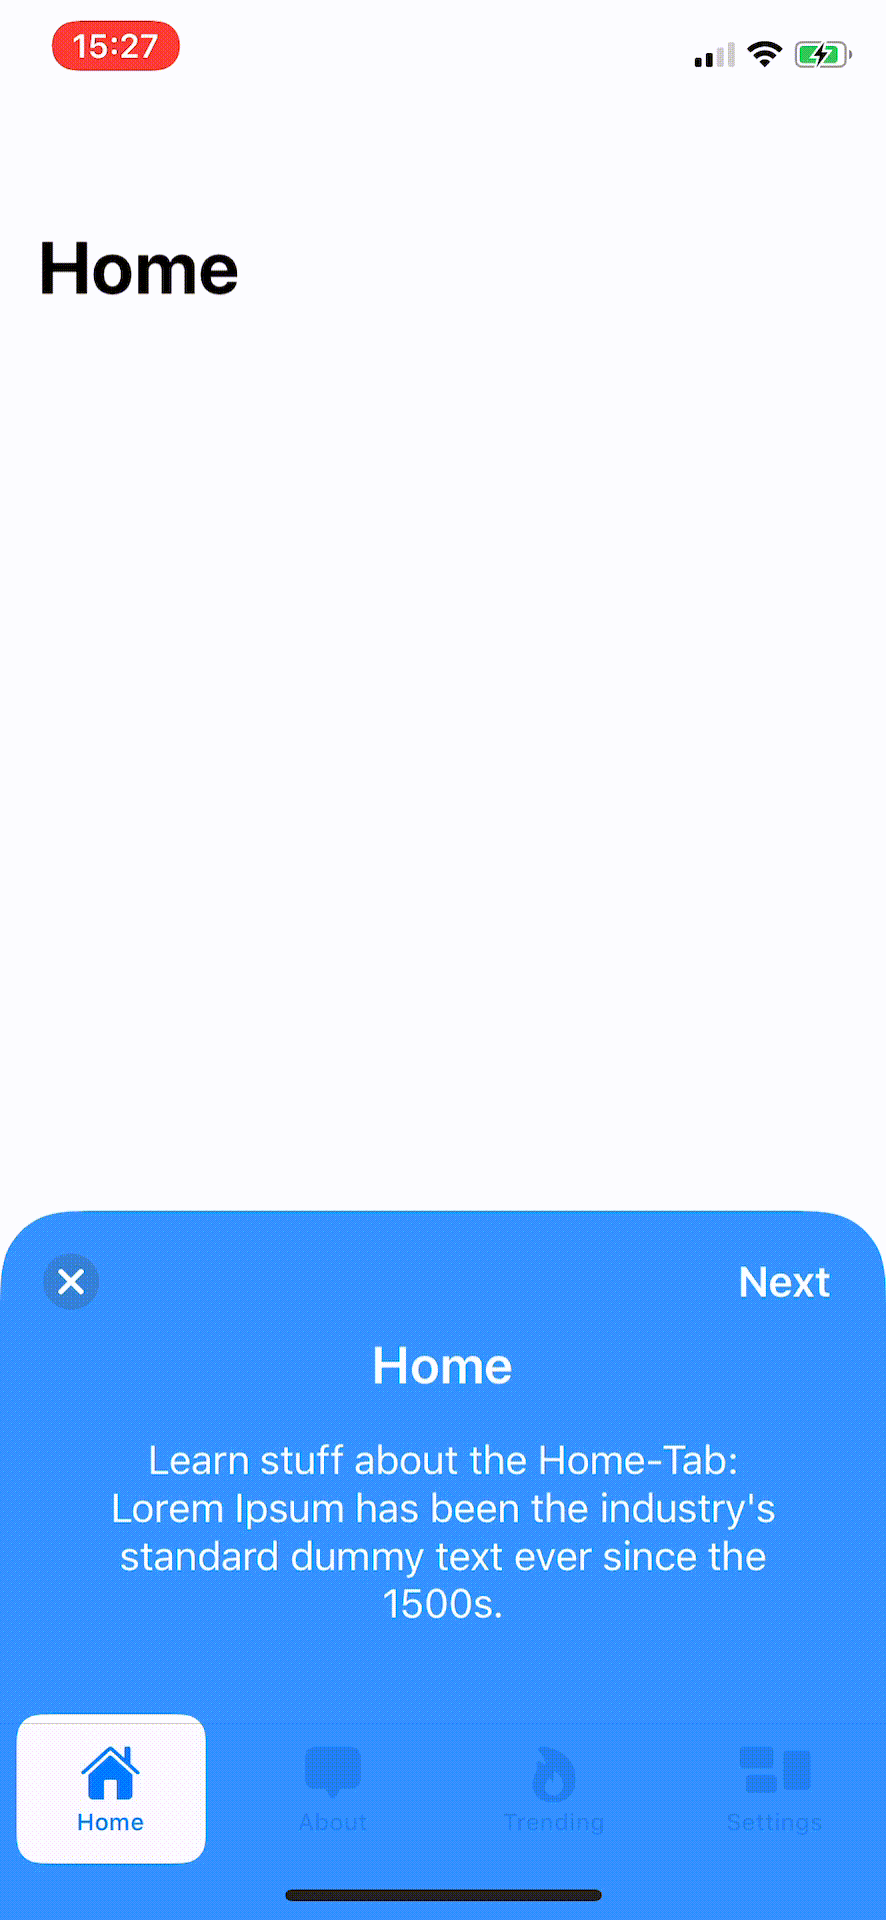 15:27
Home
Next
Home
Learn stuff about the Home-Tab:
Lorem Ipsum has been the industry's
standard dummy text ever since the
1500s.
Home
About
Trending
Settings